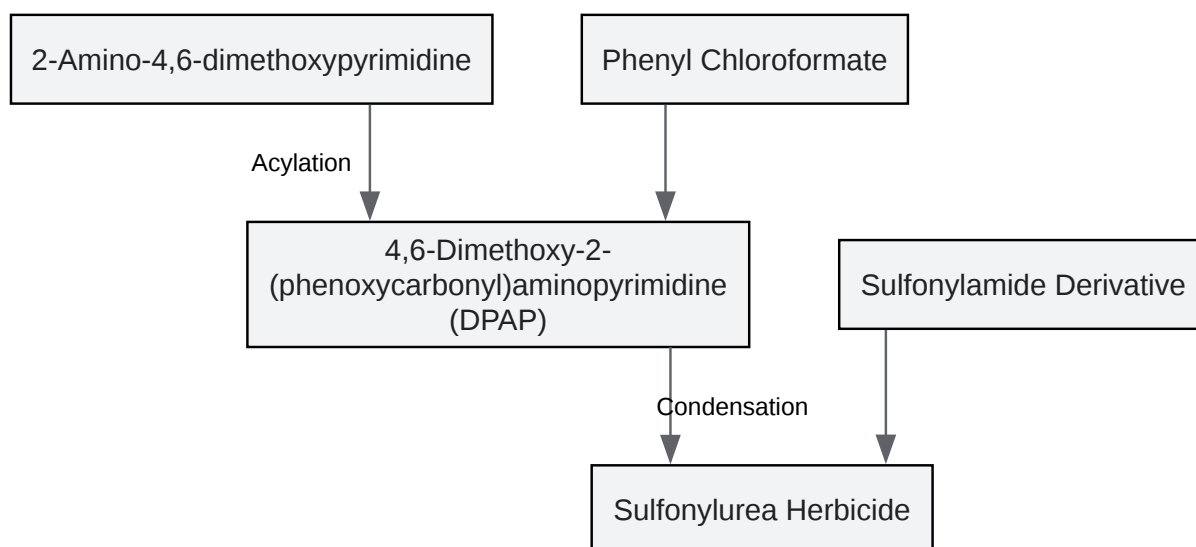 2-Amino-4,6-dimethoxypyrimidine
Phenyl Chloroformate
Acylation
4,6-Dimethoxy-2-
(phenoxycarbonyl)aminopyrimidine
(DPAP)
Sulfonylamide Derivative
Condensation
Sulfonylurea Herbicide